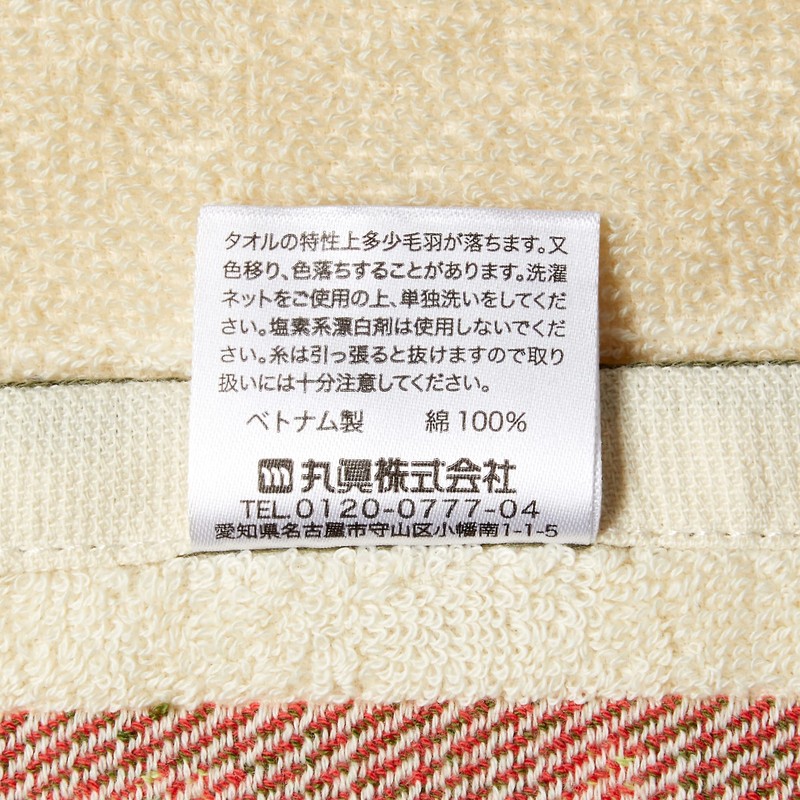 タオルの特性上多少毛羽が落ちます。又
色移り、色落ちすることがあります。洗濯
ネットをご使用の上、単独洗いをしてくだ
さい。塩素系漂白剤は使用しないでくだ
さい。糸は引っ張ると抜けますので取り
扱いには十分注意してください。
ベトナム製 綿100%
丸眞株式会社
TEL.0120-0777-04
愛知県名古屋市守山区小幡南1-1-5